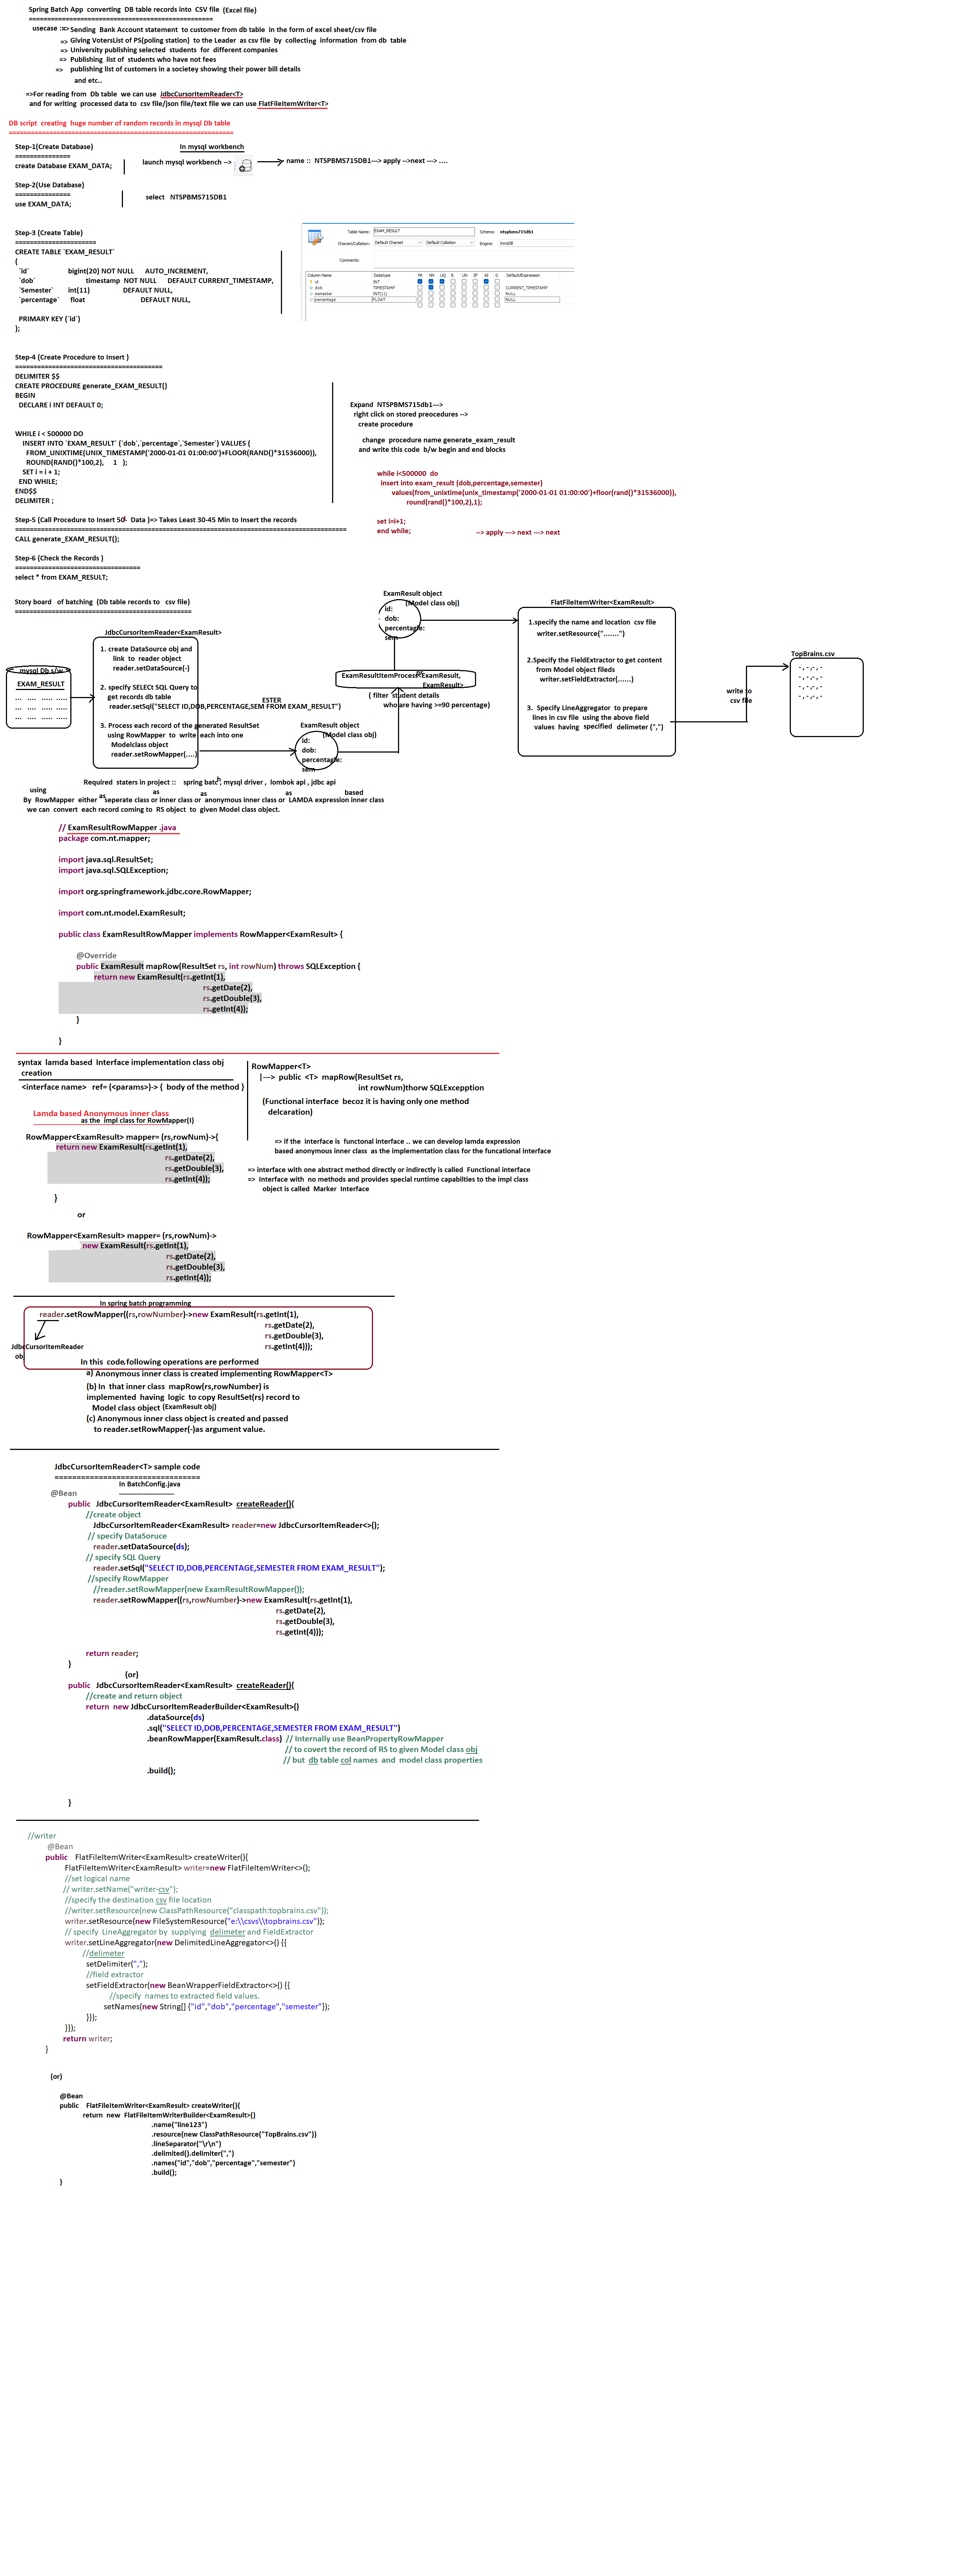 Spring Batch App converting DB table records into CSV file (Excel file)
==================================================
usecase ::=> Sending Bank Account statement to customer from db table in the form of excel sheet/csv file
=> Giving VotersList of PS(poling station) to the Leader as csv file by collecting information from db table
=> University publishing selected students for different companies
=> Publishing list of students who have not fees
=> publishing list of customers in a societey showing their power bill details
and etc..
=>For reading from Db table we can use JdbcCursorItemReader<T>
and for writing processed data to csv file/json file/text file we can use FlatFileItemWriter<T>
DB script creating huge number of random records in mysql Db table
=============================================================
Step-1(Create Database)
===============
create Database EXAM_DATA;
In mysql workbench
launch mysql workbench --> name :: NTSPBMS715DB1---> apply -->next ---> ....
Step-2(Use Database)
===============
use EXAM_DATA;
select NTSPBMS715DB1
Step-3 (Create Table)
======================
CREATE TABLE `EXAM_RESULT`
(
`id` bigint(20) NOT NULL AUTO_INCREMENT,
`dob` timestamp NOT NULL DEFAULT CURRENT_TIMESTAMP,
`Semester` int(11) DEFAULT NULL,
`percentage` float DEFAULT NULL,
PRIMARY KEY (`id`)
);
Table Name: EXAM_RESULT Schema: ntspbms715db1
Charset/Collation: Default Charset Default Collation Engine: InnoDB
Comments:
Column Name Datatype PK NN UQ B UN ZF AI G Default/Expression
id INT
dob TIMESTAMP CURRENT_TIMESTAMP
semester INT(11) NULL
percentage FLOAT NULL
Step-4 (Create Procedure to Insert )
========================================
DELIMITER $$
CREATE PROCEDURE generate_EXAM_RESULT()
BEGIN
DECLARE i INT DEFAULT 0;
WHILE i < 500000 DO
INSERT INTO `EXAM_RESULT` (`dob`,`percentage`,`Semester`) VALUES (
FROM_UNIXTIME(UNIX_TIMESTAMP('2000-01-01 01:00:00')+FLOOR(RAND()*31536000)),
ROUND(RAND()*100,2), 1 );
SET i = i + 1;
END WHILE;
END$$
DELIMITER ;
Expand NTSPBMS715db1--->
right click on stored preocedures -->
create procedure
change procedure name generate_exam_result
and write this code b/w begin and end blocks
while i<500000 do
insert into exam_result (dob,percentage,semester)
values(from_unixtime(unix_timestamp('2000-01-01 01:00:00')+floor(rand()*31536000)),
round(rand()*100,2),1);
set i=i+1;
end while;
--> apply ---> next ---> next
Step-5 (Call Procedure to Insert 50L Data )=> Takes Least 30-45 Min to Insert the records
==========================================================================================
CALL generate_EXAM_RESULT();
Step-6 (Check the Records )
==================================
select * from EXAM_RESULT;
Story board of batching (Db table records to csv file)
================================================
mysql Db s/w
EXAM_RESULT
... .... ..... .....
... .... ..... .....
... .... ..... .....
JdbcCursorItemReader<ExamResult>
1. create DataSource obj and
link to reader object
reader.setDataSource(-)
2. specify SELECt SQL Query to
get records db table
reader.setSql("SELECT ID,DOB,PERCENTAGE,SEM FROM EXAM_RESULT")
ESTER
3. Process each record of the generated ResultSet
using RowMapper to write each into one
Modelclass object
reader.setRowMapper(....)
ExamResult object
(Model class obj)
id:
dob:
percentagle:
sem
ExamResultItemProcessor<ExamResult,
ExamResult>
( filter student details
who are having >=90 percentage)
ExamResult object
(Model class obj)
id:
dob:
percentagle:
sem
FlatFileItemWriter<ExamResult>
1.specify the name and location csv file
writer.setResource(".......")
2.Specify the FieldExtractor to get content
from Model object fileds
writer.setFieldExtractor(......)
3. Specify LineAggregator to prepare
lines in csv file using the above field
values having specified delimeter (",")
write to
csv file
TopBrains.csv
- , - , - , -
- , - , - , -
- , - , - , -
- , - , - , -
Required staters in project :: spring batch, mysql driver , lombok api , jdbc api
using as as as as based
By RowMapper either seperate class or inner class or anonymous inner class or LAMDA expression inner class
we can convert each record coming to RS object to given Model class object.
// ExamResultRowMapper .java
package com.nt.mapper;
import java.sql.ResultSet;
import java.sql.SQLException;
import org.springframework.jdbc.core.RowMapper;
import com.nt.model.ExamResult;
public class ExamResultRowMapper implements RowMapper<ExamResult> {
@Override
public ExamResult mapRow(ResultSet rs, int rowNum) throws SQLException {
return new ExamResult(rs.getInt(1),
rs.getDate(2),
rs.getDouble(3),
rs.getInt(4));
}
}
syntax lamda based Interface implementation class obj
creation
<interface name> ref= (<params>)-> { body of the method }
RowMapper<T>
|---> public <T> mapRow(ResultSet rs,
int rowNum)thorw SQLExcepption
(Functional interface becoz it is having only one method
delcaration)
Lamda based Anonymous inner class
as the impl class for RowMapper(I)
RowMapper<ExamResult> mapper= (rs,rowNum)->{
return new ExamResult(rs.getInt(1),
rs.getDate(2),
rs.getDouble(3),
rs.getInt(4));
}
=> if the interface is functonal interface .. we can develop lamda expression
based anonymous inner class as the implementation class for the funcational interface
=> interface with one abstract method directly or indirectly is called Functional interface
=> Interface with no methods and provides special runtime capabilties to the impl class
object is called Marker Interface
or
RowMapper<ExamResult> mapper= (rs,rowNum)->
new ExamResult(rs.getInt(1),
rs.getDate(2),
rs.getDouble(3),
rs.getInt(4));
In spring batch programming
reader.setRowMapper((rs,rowNumber)->new ExamResult(rs.getInt(1),
rs.getDate(2),
rs.getDouble(3),
rs.getInt(4)));
JdbcCursorItemReader
obj
In this code,following operations are performed
a) Anonymous inner class is created implementing RowMapper<T>
(b) In that inner class mapRow(rs,rowNumber) is
implemented having logic to copy ResultSet(rs) record to
Model class object (ExamResult obj)
(c) Anonymous inner class object is created and passed
to reader.setRowMapper(-)as argument value.
JdbcCursorItemReader<T> sample code
=================================
In BatchConfig.java
-------------------------
@Bean
public JdbcCursorItemReader<ExamResult> createReader(){
//create object
JdbcCursorItemReader<ExamResult> reader=new JdbcCursorItemReader<>();
// specify DataSoruce
reader.setDataSource(ds);
// specify SQL Query
reader.setSql("SELECT ID,DOB,PERCENTAGE,SEMESTER FROM EXAM_RESULT");
//specify RowMapper
//reader.setRowMapper(new ExamResultRowMapper());
reader.setRowMapper((rs,rowNumber)->new ExamResult(rs.getInt(1),
rs.getDate(2),
rs.getDouble(3),
rs.getInt(4)));
return reader;
}
(or)
public JdbcCursorItemReader<ExamResult> createReader(){
//create and return object
return new JdbcCursorItemReaderBuilder<ExamResult>()
.dataSource(ds)
.sql("SELECT ID,DOB,PERCENTAGE,SEMESTER FROM EXAM_RESULT")
.beanRowMapper(ExamResult.class) // Internally use BeanPropertyRowMapper
// to covert the record of RS to given Model class obj
// but db table col names and model class properties
.build();
}
//writer
@Bean
public FlatFileItemWriter<ExamResult> createWriter(){
FlatFileItemWriter<ExamResult> writer=new FlatFileItemWriter<>();
//set logical name
// writer.setName("writer-csv");
//specify the destination csv file location
//writer.setResource(new ClassPathResource("classpath:topbrains.csv"));
writer.setResource(new FileSystemResource("e:\\csvs\\topbrains.csv"));
// specify LineAggregator by supplying delimeter and FieldExtractor
writer.setLineAggregator(new DelimitedLineAggregator<>() {{
//delimeter
setDelimiter(",");
//field extractor
setFieldExtractor(new BeanWrapperFieldExtractor<>() {{
//specify names to extracted field values.
setNames(new String[] {"id","dob","percentage","semester"});
}});
}});
return writer;
}
(or)
@Bean
public FlatFileItemWriter<ExamResult> createWriter(){
return new FlatFileItemWriterBuilder<ExamResult>()
.name("line123")
.resource(new ClassPathResource("TopBrains.csv"))
.lineSeparator("\r\n")
.delimited().delimiter(",")
.names("id","dob","percentage","semester")
.build();
}